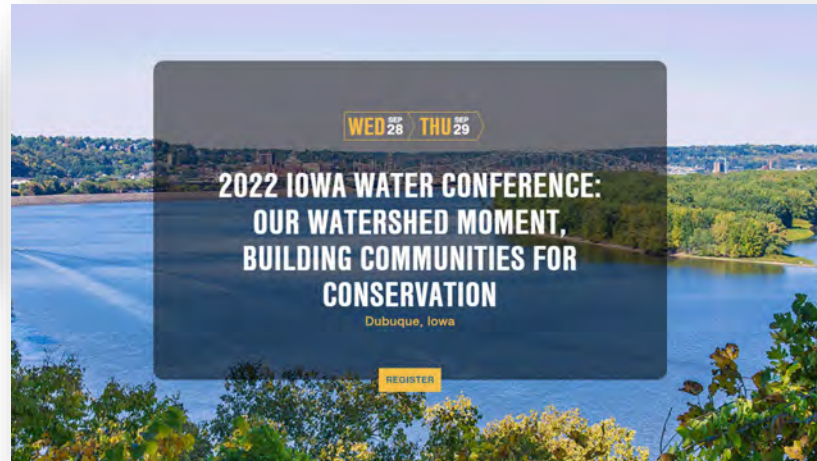 WED SEP 28 THU SEP 29
2022 IOWA WATER CONFERENCE:
OUR WATERSHED MOMENT,
BUILDING COMMUNITIES FOR
CONSERVATION
Dubuque, Iowa
REGISTER